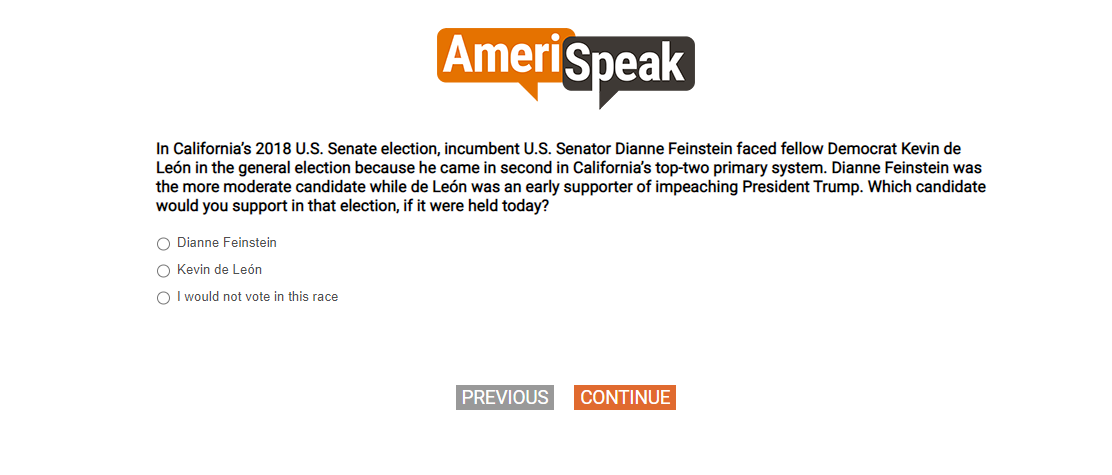 AmeriSpeak
In California’s 2018 U.S. Senate election, incumbent U.S. Senator Dianne Feinstein faced fellow Democrat Kevin de
León in the general election because he came in second in California’s top-two primary system. Dianne Feinstein was
the more moderate candidate while de León was an early supporter of impeaching President Trump. Which candidate
would you support in that election, if it were held today?
Dianne Feinstein
Kevin de León
I would not vote in this race
PREVIOUS CONTINUE